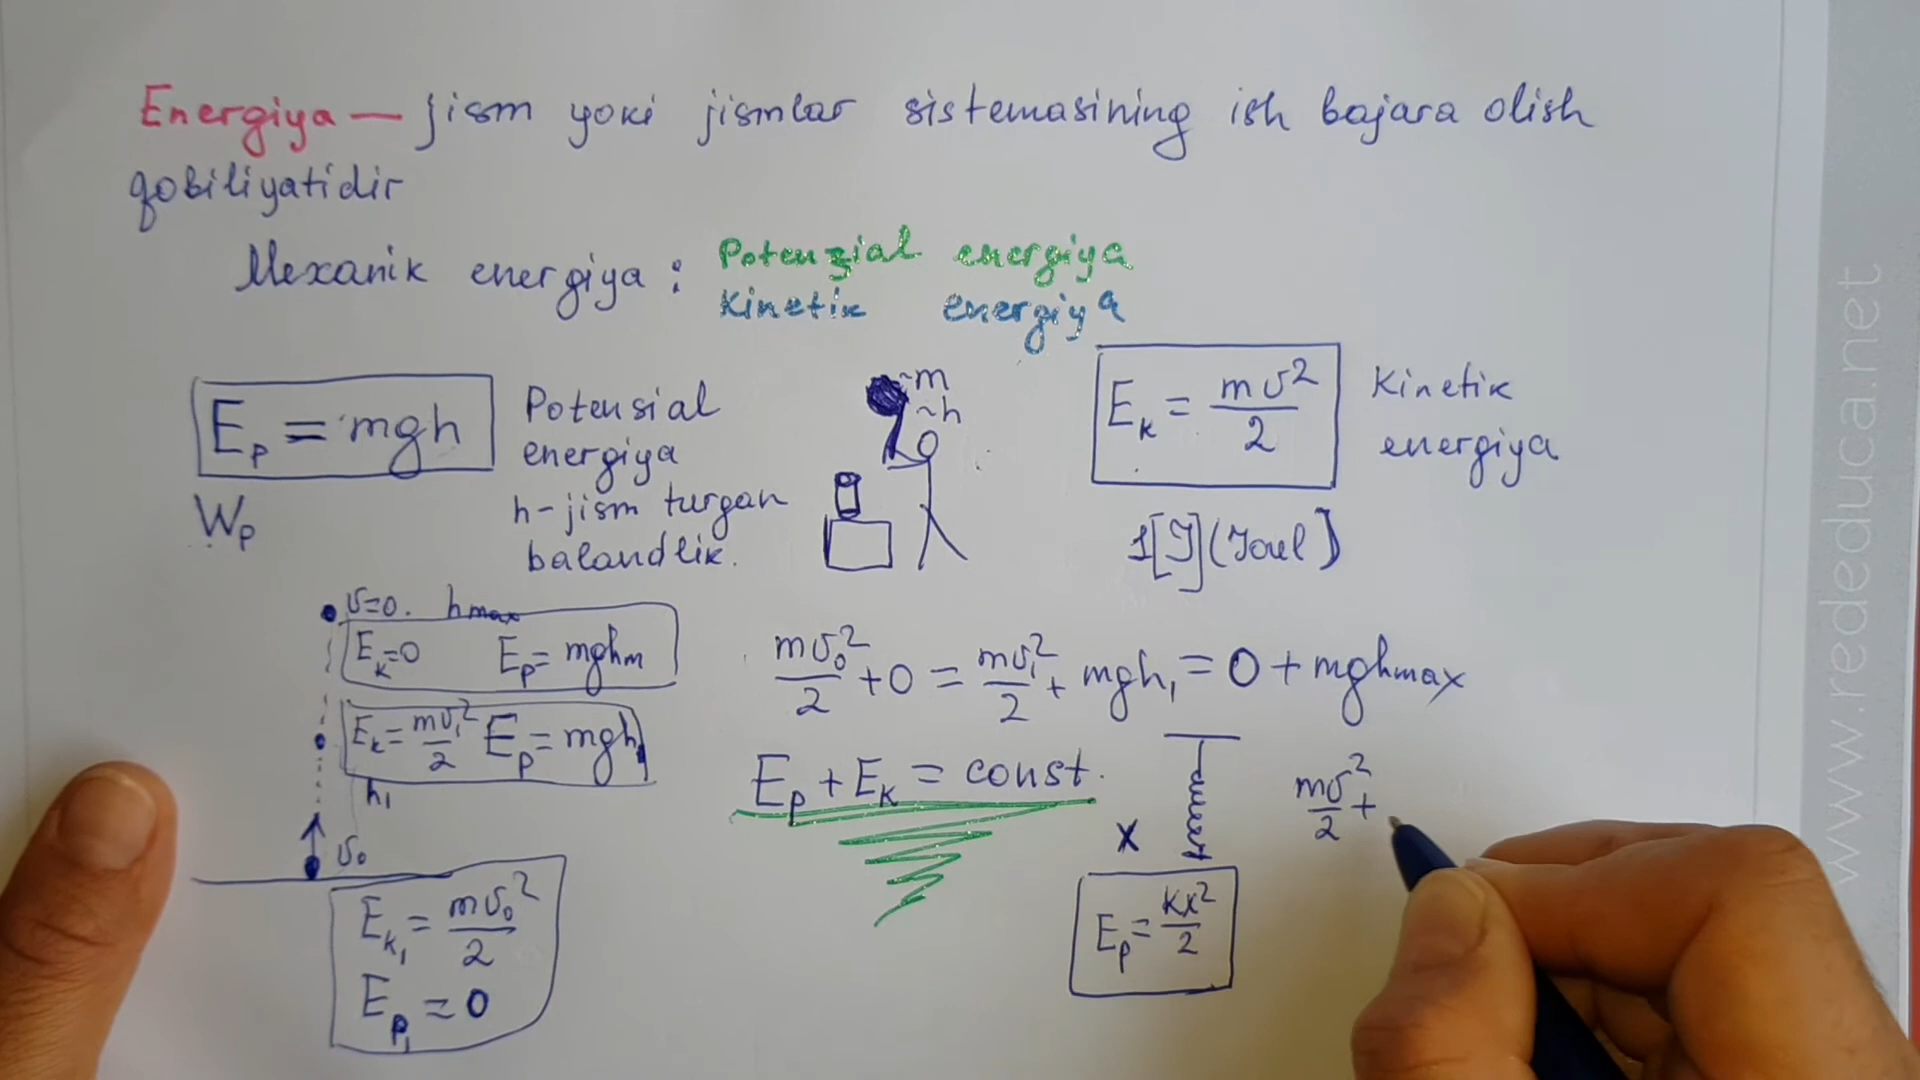 Energiya — jism yoki jismlar sistemasining ish bajara olish
qobiliyatidir
Mexanik energiya : Potenzial energiya
Kinetik energiya
Ep = mgh
Wp
Potensial
energiya
h-jism turgan
balandlik.
~m
~h
Eₖ = mυ²/2
Kinetik
energiya
1[J](Joul)
υ=0. hmax
Eₖ=0 Ep= mghm
Eₖ= mυ₁²/2 Ep= mgh₁
h₁
υ₀
Eₖ₁ = mυ₀²/2
Ep₁ = 0
mυ₀²/2 + 0 = mυ₁²/2 + mgh₁ = 0 + mghmax
Ep + Eₖ = const.
x
Ep = kx²/2
mυ²/2 +
www.rededuca.net